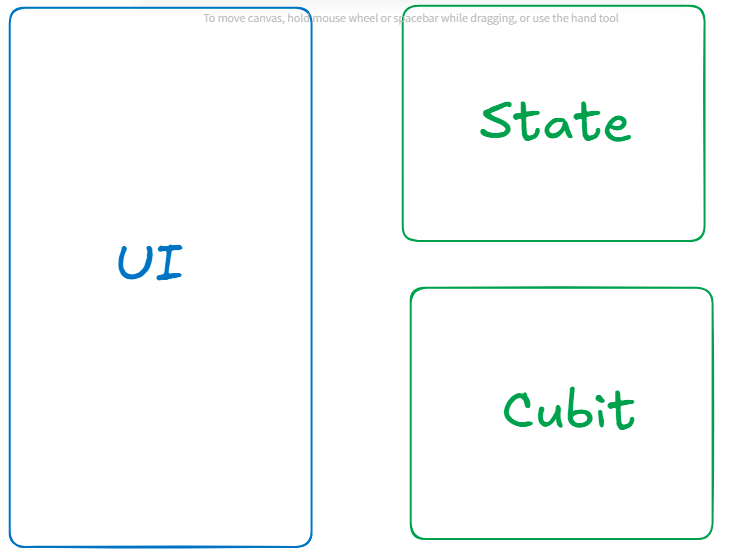 To move canvas, hold mouse wheel or spacebar while dragging, or use the hand tool
State
UI
Cubit